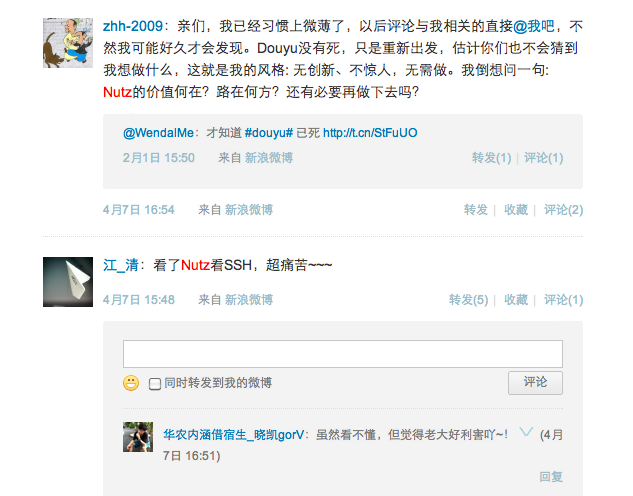 zhh-2009：亲们，我已经习惯上微薄了，以后评论与我相关的直接@我吧，不
然我可能好久才会发现。Douyu没有死，只是重新出发，估计你们也不会猜到
我想做什么，这就是我的风格: 无创新、不惊人，无需做。我倒想问一句:
Nutz的价值何在？路在何方？还有必要再做下去吗？
@WendalMe：才知道 #douyu# 已死 http://t.cn/StFuUO
2月1日 15:50 来自 新浪微博 转发(1) | 评论(1)
4月7日 16:54 来自 新浪微博 转发 | 收藏 | 评论(2)
江_清：看了Nutz看SSH，超痛苦~~~
4月7日 15:48 来自 新浪微博 转发(5) | 收藏 | 评论(1)
同时转发到我的微博 评论
华农内涵借宿生_晓凯gorV：虽然看不懂，但觉得老大好利害吖~！ (4月
7日 16:51)
回复